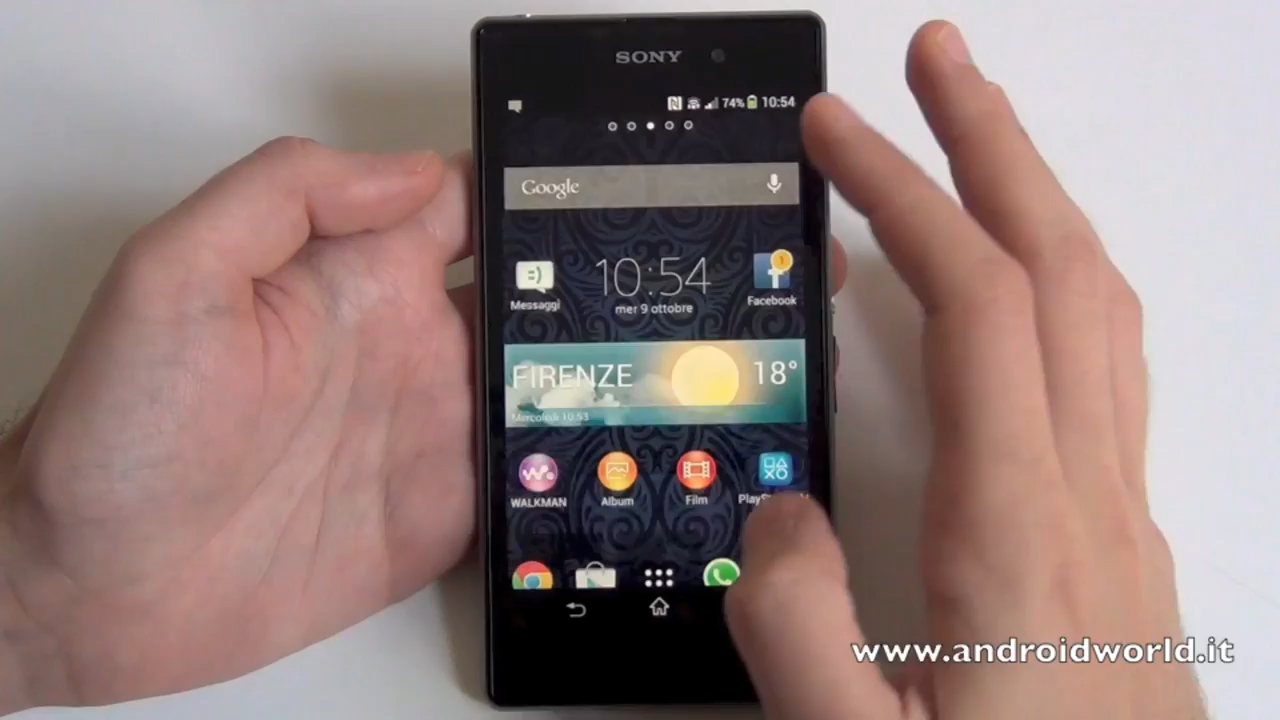 SONY
74% 10:54
Google
10:54
mer 9 ottobre
Messaggi
Facebook
1
FIRENZE
18°
Mercoledì 10:53
WALKMAN
Album
Film
www.androidworld.it